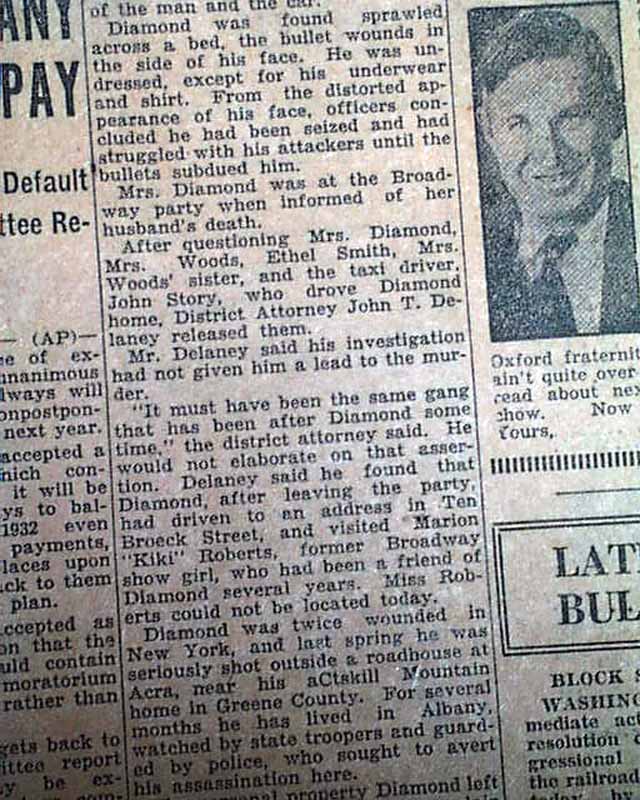 ANY
PAY
Default
ttee Re-
— (AP)—
e of ex-
unanimous
lways will
onpostpon-
next year.
accepted a
hich con-
it will be
ys to bal-
1932 even
payments,
laces upon
ck to them
plan.
ccepted as
on that the
uld contain
moratorium
rather than
gets back to
ittee report
y be ex-
of the man and the car.
Diamond was found sprawled
across a bed, the bullet wounds in
the side of his face. He was un-
dressed, except for his underwear
and shirt. From the distorted ap-
pearance of his face, officers con-
cluded he had been seized and had
struggled with his attackers until the
bullets subdued him.
Mrs. Diamond was at the Broad-
way party when informed of her
husband's death.
After questioning Mrs. Diamond,
Mrs. Woods, Ethel Smith, Mrs.
Woods' sister, and the taxi driver,
John Story, who drove Diamond
home, District Attorney John T. De-
laney released them.
Mr. Delaney said his investigation
had not given him a lead to the mur-
der.
"It must have been the same gang
that has been after Diamond some
time," the district attorney said. He
would not elaborate on that asser-
tion. Delaney said he found that
Diamond, after leaving the party,
had driven to an address in Ten
Broeck Street, and visited Marion
"Kiki" Roberts, former Broadway
show girl, who had been a friend of
Diamond several years. Miss Rob-
erts could not be located today.
Diamond was twice wounded in
New York, and last spring he was
seriously shot outside a roadhouse at
Acra, near his aCtskill Mountain
home in Greene County. For several
months he has lived in Albany,
watched by state troopers and guard-
ed by police, who sought to avert
his assassination here.
property Diamond left
Oxford fraternit
ain't quite over
read about nex
show. Now
Yours,
LAT
BUL
BLOCK S
WASHING
mediate act
resolution o
gressional
the railroad
by